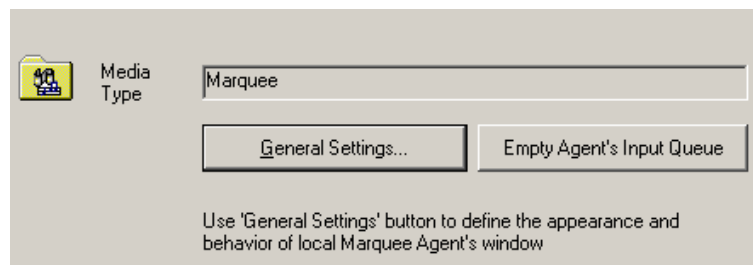 Media
Type
Marquee
General Settings...
Empty Agent's Input Queue
Use 'General Settings' button to define the appearance and
behavior of local Marquee Agent's window